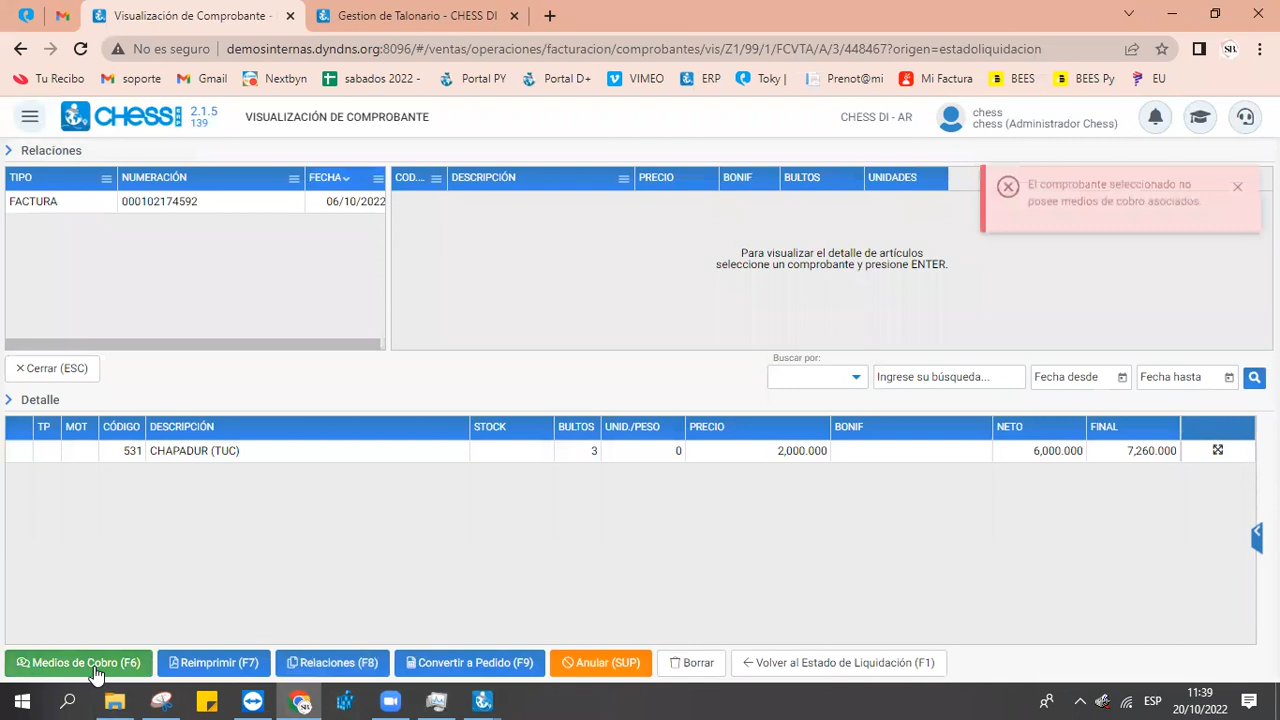 Visualización de Comprobante -
Gestion de Talonario - CHESS DI
No es seguro
demosinternas.dyndns.org:8096/#/ventas/operaciones/facturacion/comprobantes/vis/Z1/99/1/FCVTA/A/3/448467?origen=estadoliquidacion
Tu Recibo
soporte
Gmail
Nextbyn
sabados 2022 -
Portal PY
Portal D+
VIMEO
ERP
Toky |
Prenot@mi
Mi Factura
BEES
BEES Py
EU
CHESS
2.1.5
139
VISUALIZACIÓN DE COMPROBANTE
CHESS DI - AR
chess
chess (Administrador Chess)
Relaciones
TIPO NUMERACIÓN FECHA
FACTURA 000102174592 06/10/2022
COD.... DESCRIPCIÓN PRECIO BONIF BULTOS UNIDADES
El comprobante seleccionado no
posee medios de cobro asociados.
Para visualizar el detalle de artículos
seleccione un comprobante y presione ENTER.
× Cerrar (ESC)
Buscar por:
Ingrese su búsqueda...
Fecha desde
Fecha hasta
Detalle
TP MOT CÓDIGO DESCRIPCIÓN STOCK BULTOS UNID./PESO PRECIO BONIF NETO FINAL
531 CHAPADUR (TUC) 3 0 2,000.000 6,000.000 7,260.000
Medios de Cobro (F6)
Reimprimir (F7)
Relaciones (F8)
Convertir a Pedido (F9)
Anular (SUP)
Borrar
Volver al Estado de Liquidación (F1)
ESP
11:39
20/10/2022